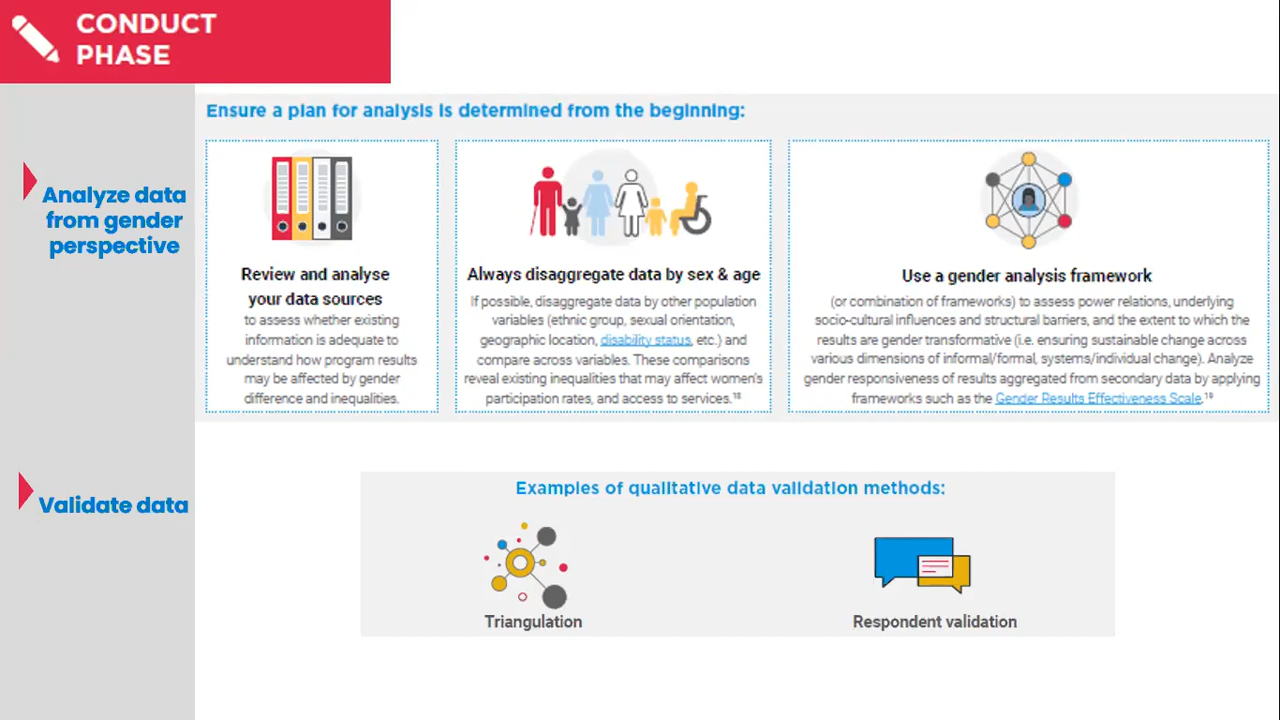 CONDUCT
PHASE
Ensure a plan for analysis is determined from the beginning:
Analyze data
from gender
perspective
Review and analyse
your data sources
to assess whether existing
information is adequate to
understand how program results
may be affected by gender
difference and inequalities.
Always disaggregate data by sex & age
If possible, disaggregate data by other population
variables (ethnic group, sexual orientation,
geographic location, disability status, etc.) and
compare across variables. These comparisons
reveal existing inequalities that may affect women's
participation rates, and access to services.¹⁸
Use a gender analysis framework
(or combination of frameworks) to assess power relations, underlying
socio-cultural influences and structural barriers, and the extent to which the
results are gender transformative (i.e. ensuring sustainable change across
various dimensions of informal/formal, systems/individual change). Analyze
gender responsiveness of results aggregated from secondary data by applying
frameworks such as the Gender Results Effectiveness Scale.¹⁹
Validate data
Examples of qualitative data validation methods:
Triangulation
Respondent validation